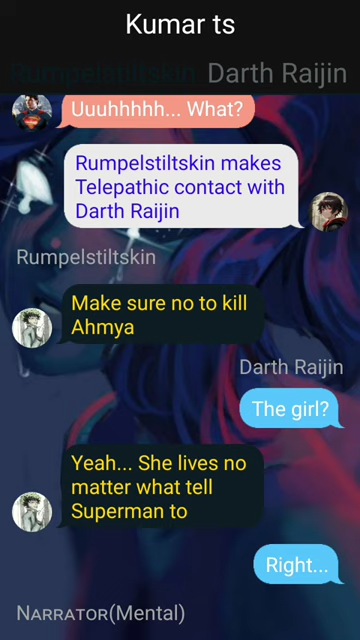 Kumar ts
Rumpelstiltskin Darth Raijin
Uuuhhhhh... What?
Rumpelstiltskin makes
Telepathic contact with
Darth Raijin
Rumpelstiltskin
Make sure no to kill
Ahmya
Darth Raijin
The girl?
Yeah... She lives no
matter what tell
Superman to
Right...
Narrator(Mental)